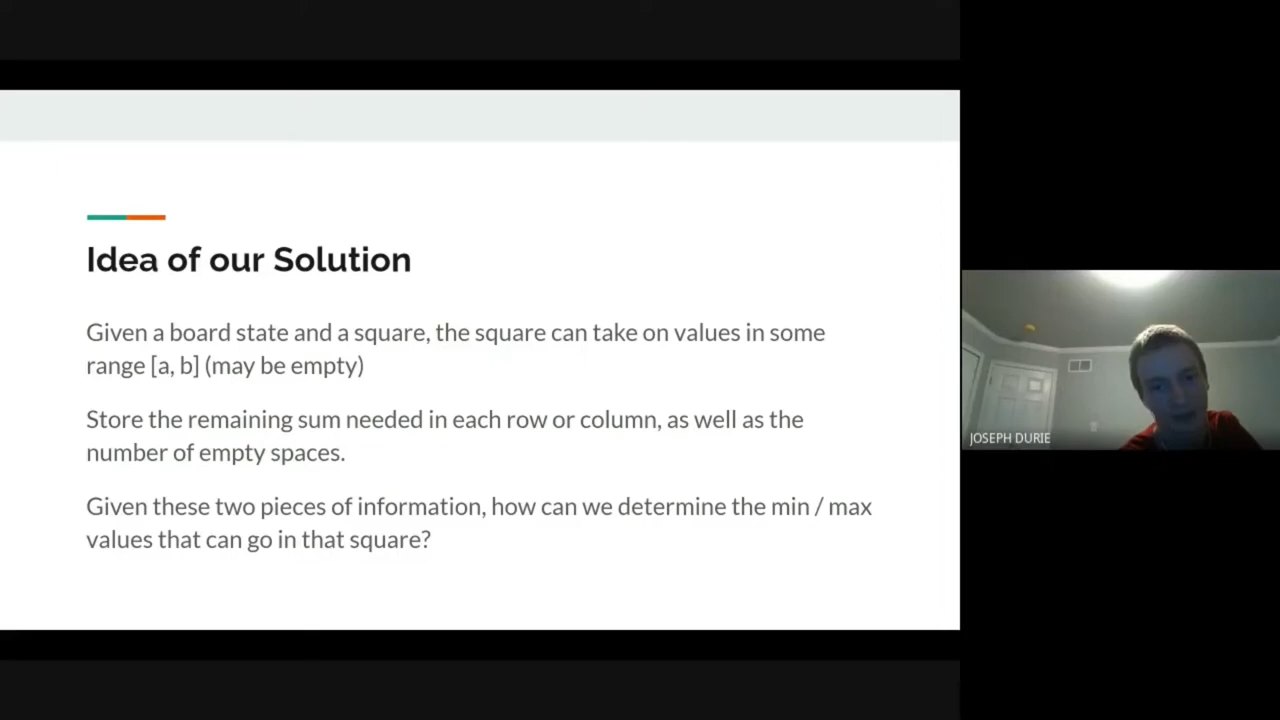 Idea of our Solution
Given a board state and a square, the square can take on values in some
range [a, b] (may be empty)
Store the remaining sum needed in each row or column, as well as the
number of empty spaces.
Given these two pieces of information, how can we determine the min / max
values that can go in that square?
JOSEPH DURIE